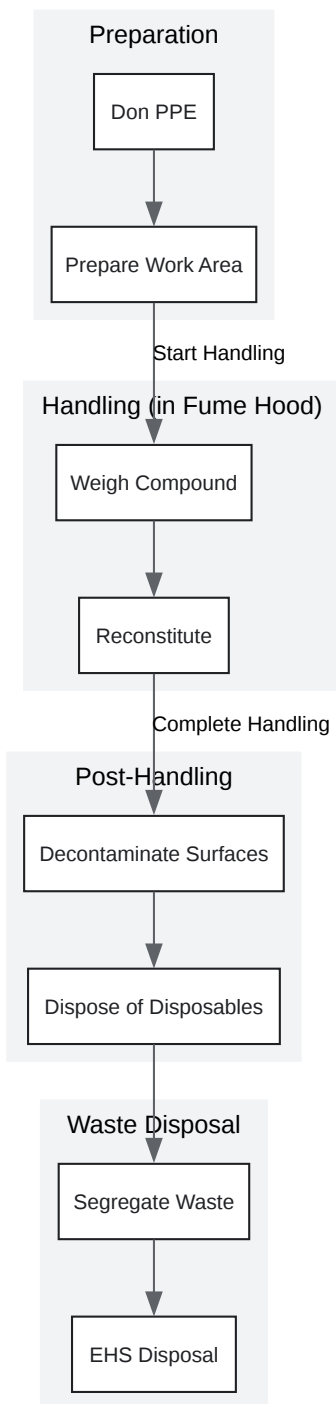 Preparation
Don PPE
Prepare Work Area
Start Handling
Handling (in Fume Hood)
Weigh Compound
Reconstitute
Complete Handling
Post-Handling
Decontaminate Surfaces
Dispose of Disposables
Waste Disposal
Segregate Waste
EHS Disposal